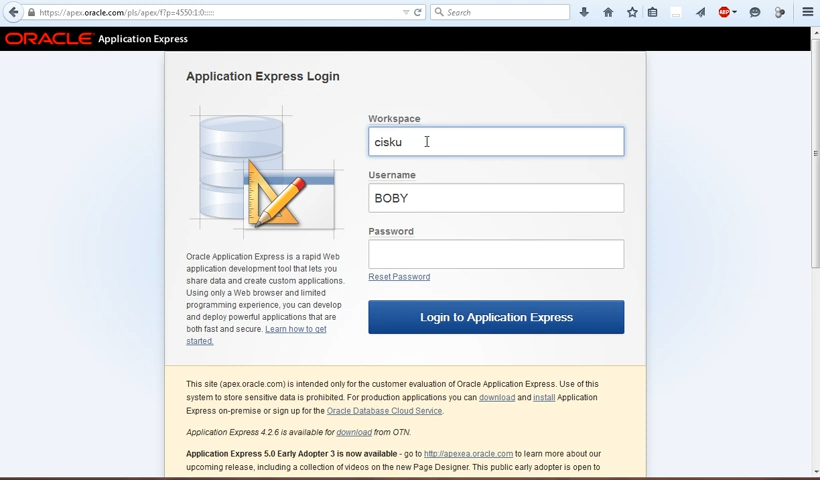 https://apex.oracle.com/pls/apex/f?p=4550:1:0:::::
Search
ABP
ORACLE Application Express
Application Express Login
Workspace
cisku
Username
BOBY
Password
Reset Password
Login to Application Express
Oracle Application Express is a rapid Web
application development tool that lets you
share data and create custom applications.
Using only a Web browser and limited
programming experience, you can develop
and deploy powerful applications that are
both fast and secure. Learn how to get
started.
This site (apex.oracle.com) is intended only for the customer evaluation of Oracle Application Express. Use of this
system to store sensitive data is prohibited. For production applications you can download and install Application
Express on-premise or sign up for the Oracle Database Cloud Service.
Application Express 4.2.6 is available for download from OTN.
Application Express 5.0 Early Adopter 3 is now available - go to http://apexea.oracle.com to learn more about our
upcoming release, including a collection of videos on the new Page Designer. This public early adopter is open to